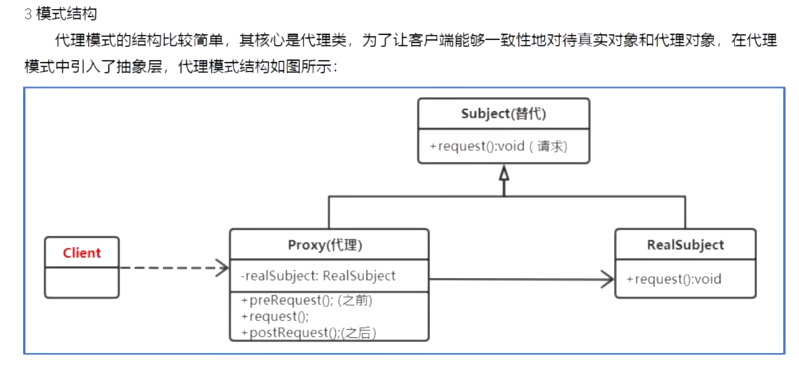 3 模式结构
代理模式的结构比较简单，其核心是代理类，为了让客户端能够一致性地对待真实对象和代理对象，在代理
模式中引入了抽象层，代理模式结构如图所示：
Subject(替代)
+request():void ( 请求)
Client
Proxy(代理)
-realSubject: RealSubject
+preRequest(); (之前)
+request();
+postRequest();(之后)
RealSubject
+request():void